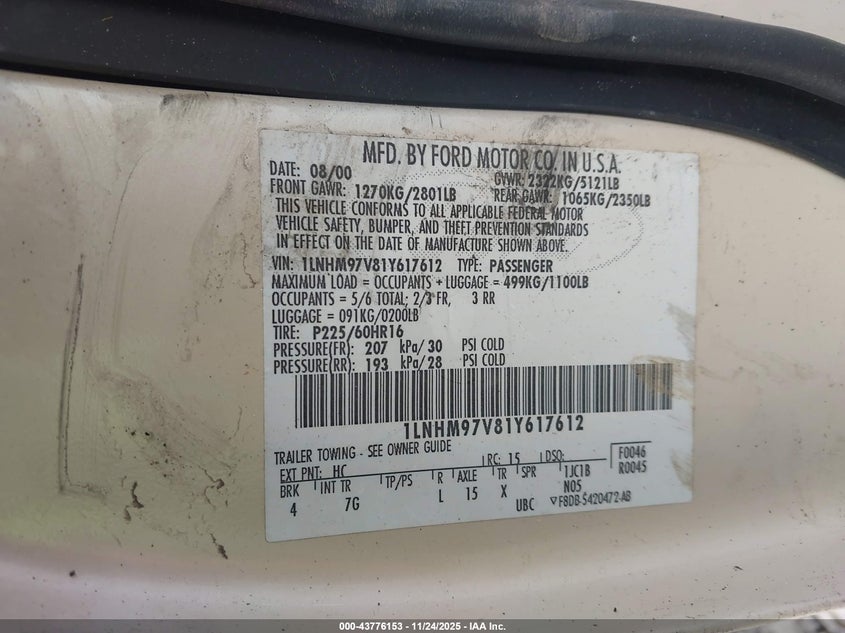 MFD. BY FORD MOTOR CO. IN U.S.A.
DATE: 08/00 GVWR: 2322KG/5121LB
FRONT GAWR: 1270KG/2801LB REAR GAWR: 1065KG/2350LB
THIS VEHICLE CONFORMS TO ALL APPLICABLE FEDERAL MOTOR
VEHICLE SAFETY, BUMPER, AND THEFT PREVENTION STANDARDS
IN EFFECT ON THE DATE OF MANUFACTURE SHOWN ABOVE.
VIN: 1LNHM97V81Y617612 TYPE: PASSENGER
MAXIMUM LOAD = OCCUPANTS + LUGGAGE = 499KG/1100LB
OCCUPANTS = 5/6 TOTAL; 2/3 FR, 3 RR
LUGGAGE = 091KG/0200LB
TIRE: P225/60HR16
PRESSURE(FR): 207 kPa/30 PSI COLD
PRESSURE(RR): 193 kPa/28 PSI COLD
1LNHM97V81Y617612
TRAILER TOWING - SEE OWNER GUIDE
EXT PNT: HC RC: 15 DSO: F0046
BRK INT TR TP/PS R AXLE TR SPR 1JC1B R0045
4 7G L 15 X N05
UBC ▽F8DB-5420472-AB
000-43776153 - 11/24/2025 - IAA Inc.